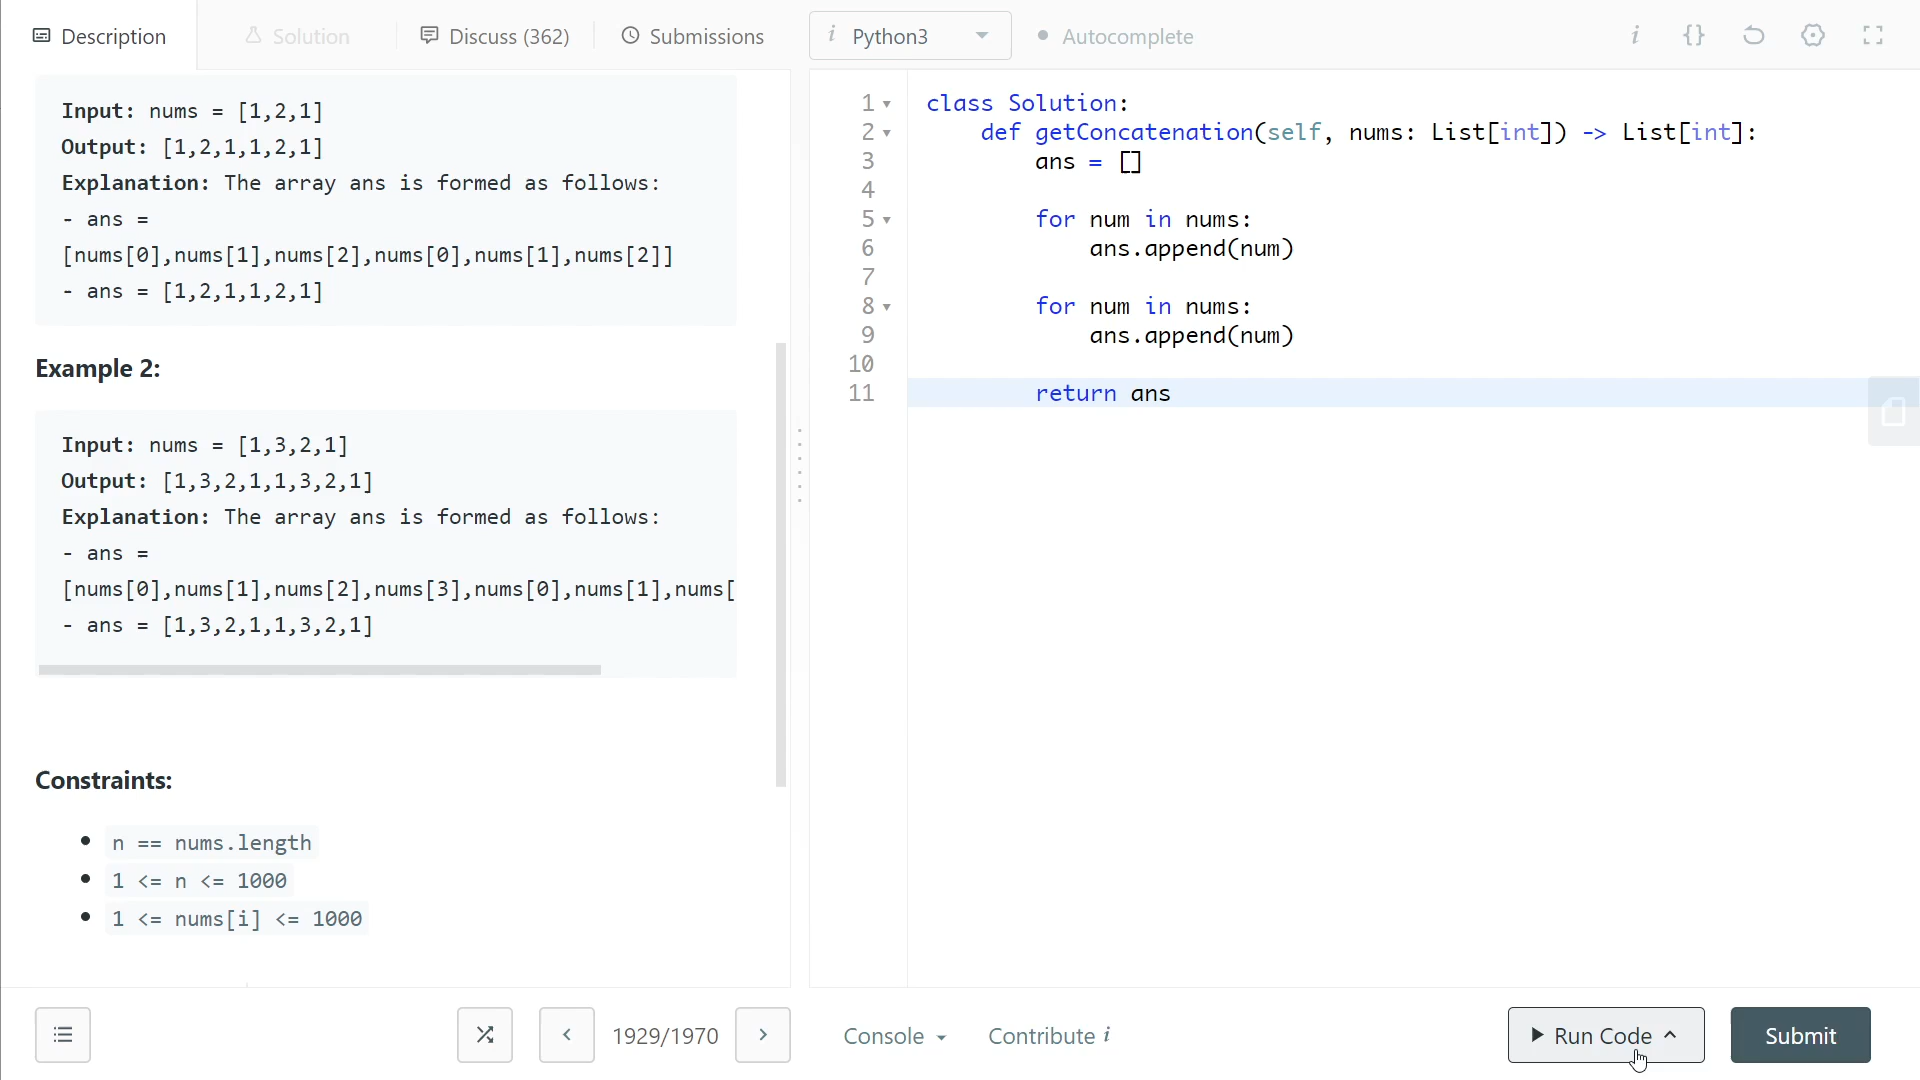 Description
Solution
Discuss (362)
Submissions
i Python3
Autocomplete
i {}
Input: nums = [1,2,1]
Output: [1,2,1,1,2,1]
Explanation: The array ans is formed as follows:
- ans =
[nums[0],nums[1],nums[2],nums[0],nums[1],nums[2]]
- ans = [1,2,1,1,2,1]
Example 2:
Input: nums = [1,3,2,1]
Output: [1,3,2,1,1,3,2,1]
Explanation: The array ans is formed as follows:
- ans =
[nums[0],nums[1],nums[2],nums[3],nums[0],nums[1],nums[
- ans = [1,3,2,1,1,3,2,1]
Constraints:
n == nums.length
1 <= n <= 1000
1 <= nums[i] <= 1000
1929/1970
1 class Solution:
2 def getConcatenation(self, nums: List[int]) -> List[int]:
3 ans = []
4
5 for num in nums:
6 ans.append(num)
7
8 for num in nums:
9 ans.append(num)
10
11 return ans
Console
Contribute i
Run Code
Submit